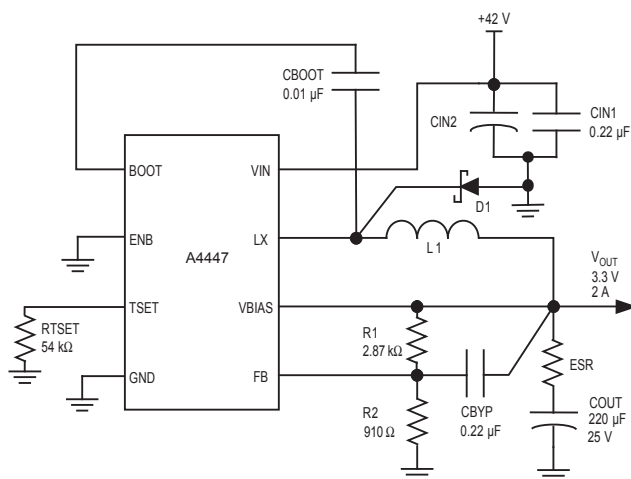 +42 V
CBOOT
0.01 µF
CIN2
CIN1
0.22 µF
BOOT
VIN
D1
ENB
LX
L1
A4447
VOUT
3.3 V
2 A
TSET
VBIAS
RTSET
54 kΩ
R1
2.87 kΩ
ESR
GND
FB
CBYP
0.22 µF
R2
910 Ω
COUT
220 µF
25 V